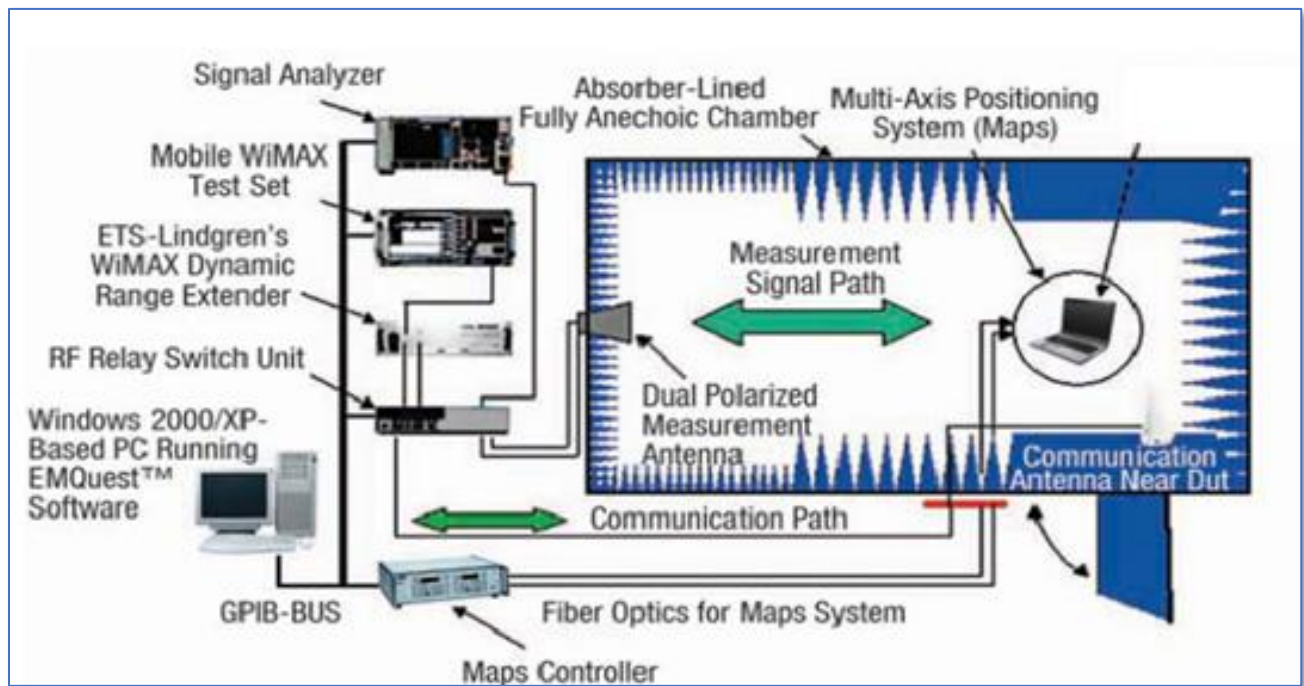 Signal Analyzer
Mobile WiMAX
Test Set
ETS-Lindgren's
WiMAX Dynamic
Range Extender
RF Relay Switch Unit
Windows 2000/XP-
Based PC Running
EMQuest™
Software
GPIB-BUS
Maps Controller
Fiber Optics for Maps System
Communication Path
Absorber-Lined
Fully Anechoic Chamber
Multi-Axis Positioning
System (Maps)
Measurement
Signal Path
Dual Polarized
Measurement
Antenna
Communication
Antenna Near Dut